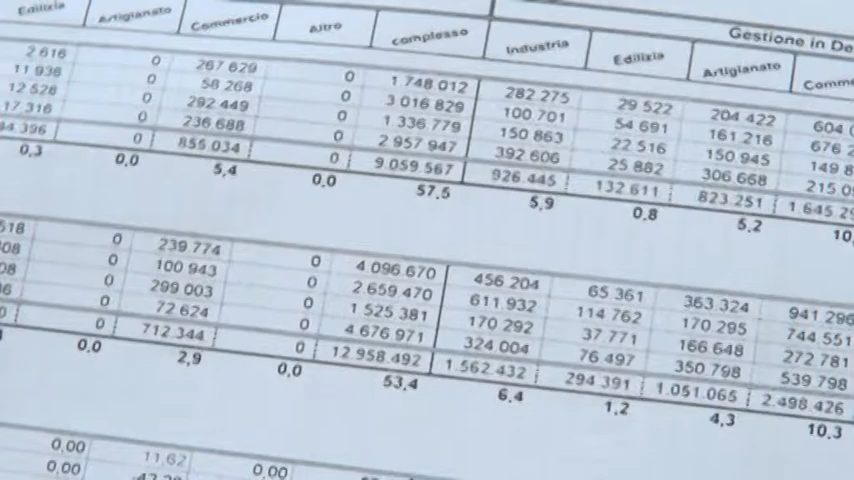 Gestione in De
Edilizia Artigianato Commercio Altro complesso Industria Edilizia Artigianato
2.616 0 267 629 0 1.748 012 282 275 29 522 204 422 604
11 936 0 58 268 0 3 016 829 100 701 54 691 161 216 676
12 526 0 292 449 0 1.336 779 150 863 22 516 150 945 149 8
17.316 0 236 688 0 2 957 947 392 606 25 882 306 668 215
4 396 0 855 034 0 9.059.567 926.445 132 611 823 251 1.645
0,3 0,0 5,4 0,0 57,5 5,9 0,8 5,2 10,
518 0 239.774 0 4 096.670 456 204 65.361 363 324 941 296
08 0 100 943 0 2.659 470 611 932 114 762 170 295 744 551
08 0 299 003 0 1 525 381 170 292 37.771 166 648 272 781
6 0 72 624 0 4 676 971 324 004 76 497 350 798 539 798
0 0 712 344 0 12 958.492 1.562.432 294 391 1.051.065 2.498.426
0,0 2,9 0,0 53,4 6,4 1,2 4,3 10,3
0,00 11,62 0,00
0,00